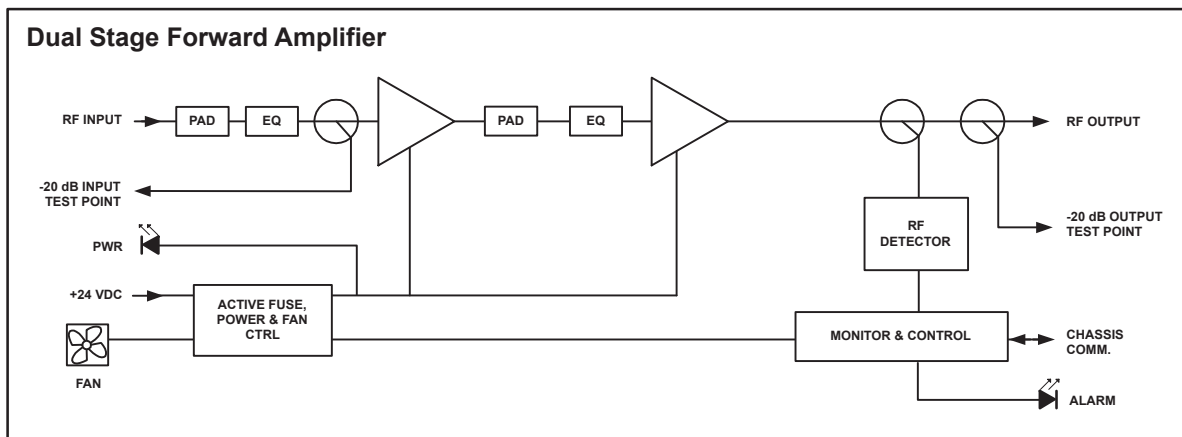 Dual Stage Forward Amplifier
RF INPUT
PAD
EQ
PAD
EQ
RF OUTPUT
-20 dB INPUT
TEST POINT
RF
DETECTOR
-20 dB OUTPUT
TEST POINT
PWR
+24 VDC
ACTIVE FUSE,
POWER & FAN
CTRL
MONITOR & CONTROL
CHASSIS
COMM.
FAN
ALARM